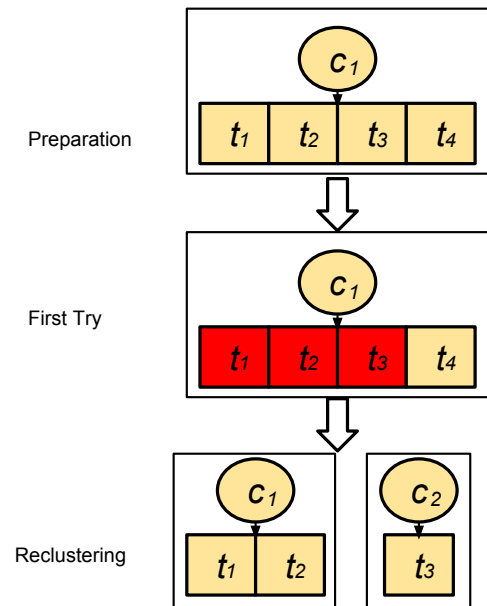 c1
Preparation
t1 t2 t3 t4
c1
First Try
t1 t2 t3 t4
c1 c2
Reclustering
t1 t2 t3